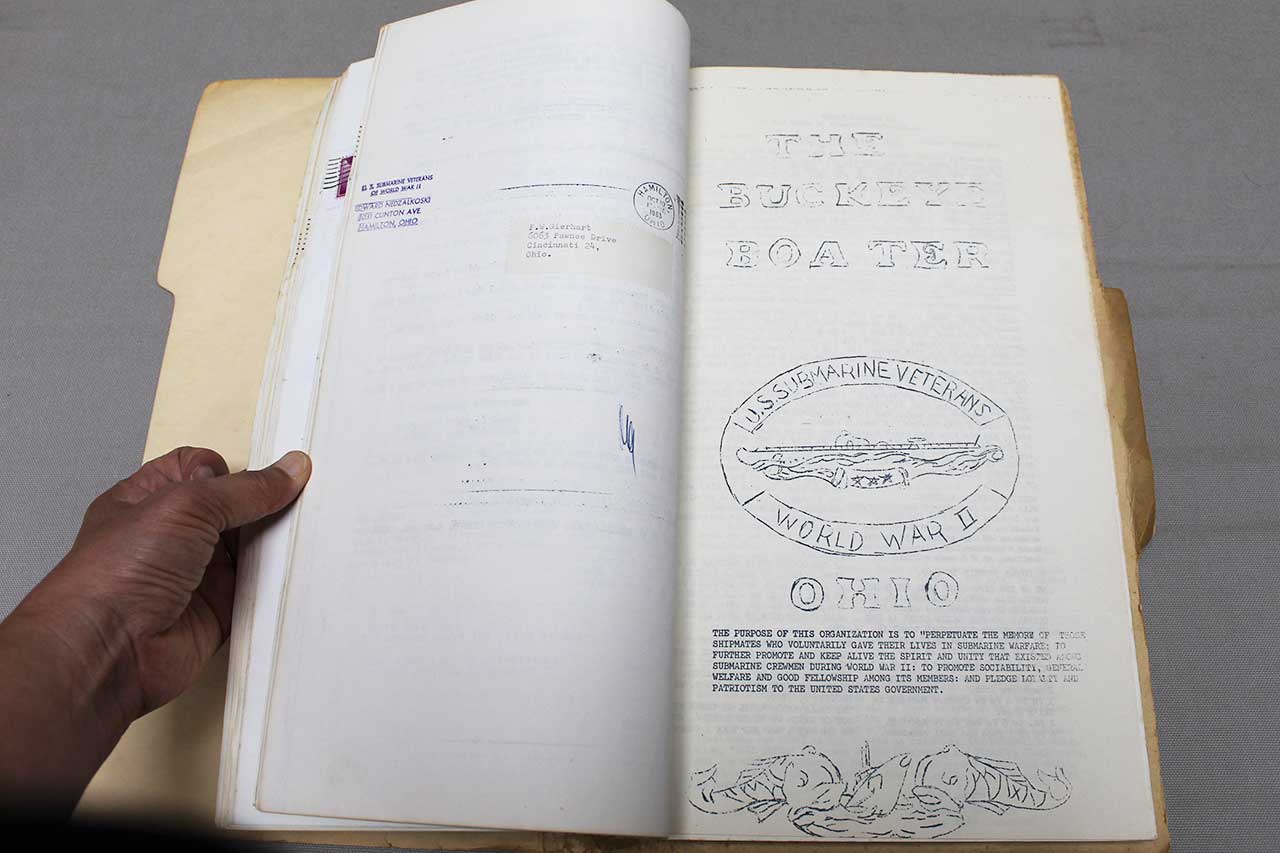 U. S. SUBMARINE VETERANS
OF WORLD WAR II
EDWARD NEDZALKOSKI
CLINTON AVE.
HAMILTON, OHIO
HAMILTON
OCT
1963
OHIO
F.W.Gierhart
6063 Pawnee Drive
Cincinnati 24,
Ohio.
THE
BUCKEYE
BOATER
U.S. SUBMARINE VETERANS
WORLD WAR II
OHIO
THE PURPOSE OF THIS ORGANIZATION IS TO "PERPETUATE THE MEMORY OF THOSE
SHIPMATES WHO VOLUNTARILY GAVE THEIR LIVES IN SUBMARINE WARFARE: TO
FURTHER PROMOTE AND KEEP ALIVE THE SPIRIT AND UNITY THAT EXISTED AMONG
SUBMARINE CREWMEN DURING WORLD WAR II: TO PROMOTE SOCIABILITY, GENERAL
WELFARE AND GOOD FELLOWSHIP AMONG ITS MEMBERS: AND PLEDGE LOYALTY AND
PATRIOTISM TO THE UNITED STATES GOVERNMENT.